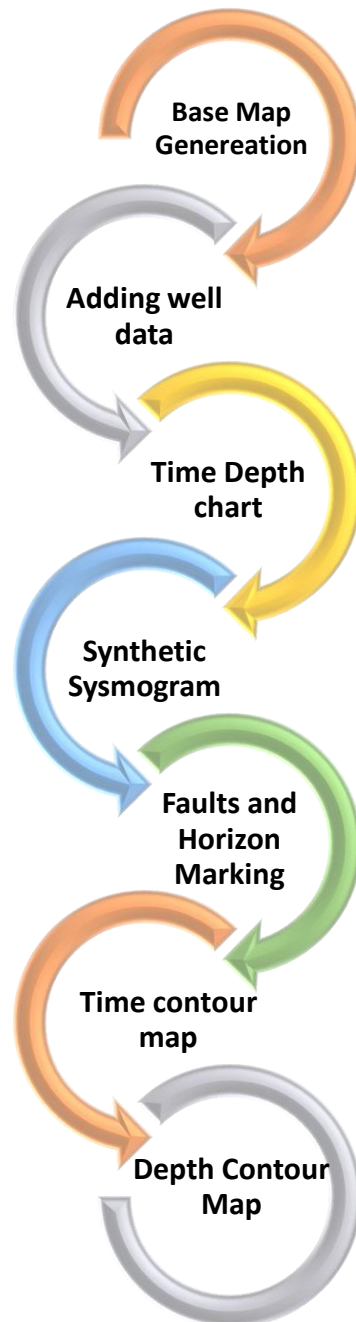 Base Map
Genereation
Adding well
data
Time Depth
chart
Synthetic
Sysmogram
Faults and
Horizon
Marking
Time contour
map
Depth Contour
Map